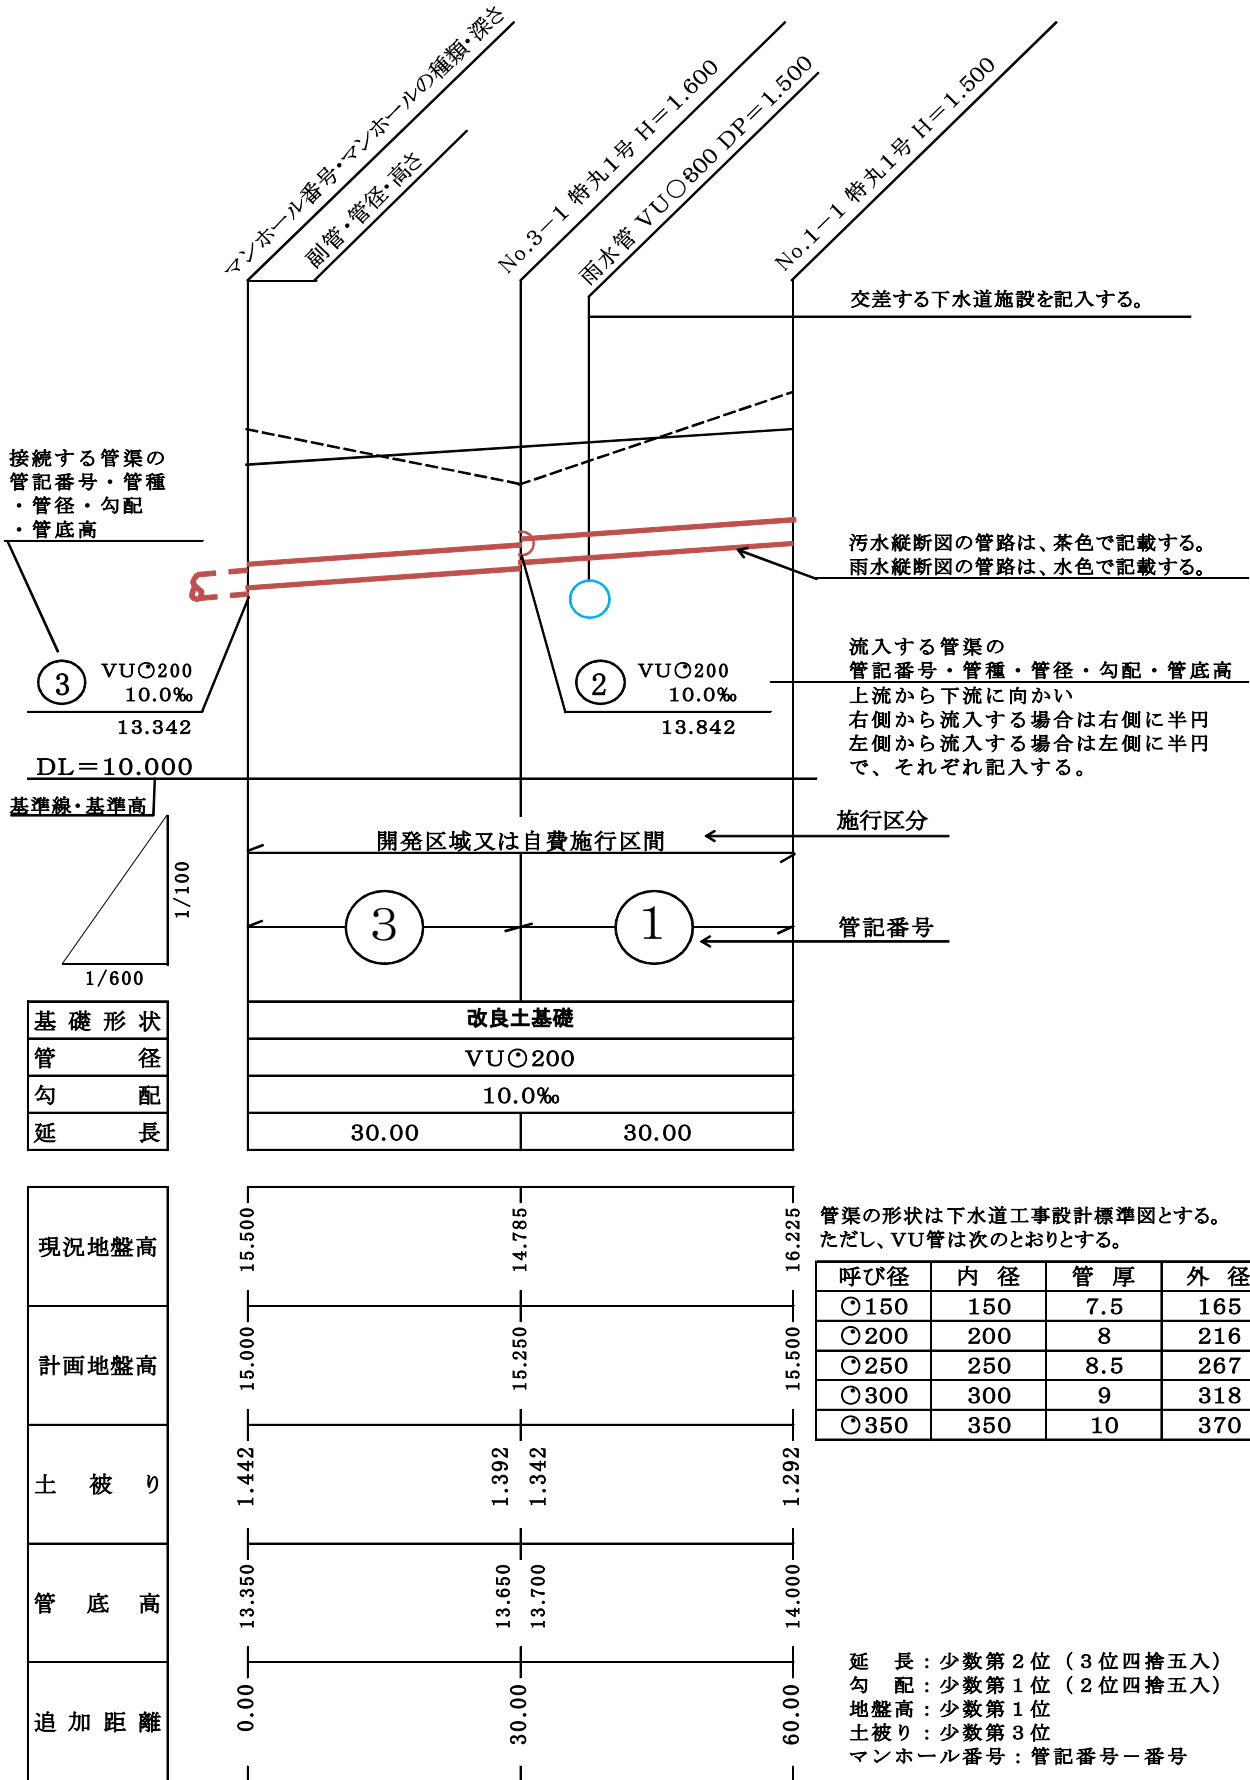 マンホール番号・マンホールの種類・深さ
副管・管径・高さ
No.3－1 特丸1号 H＝1.600
雨水管 VU○800 DP＝1.500
No.1－1 特丸1号 H＝1.500
交差する下水道施設を記入する。
接続する管渠の
管記番号・管種
・管径・勾配
・管底高
汚水縦断図の管路は、茶色で記載する。
雨水縦断図の管路は、水色で記載する。
流入する管渠の
管記番号・管種・管径・勾配・管底高
上流から下流に向かい
右側から流入する場合は右側に半円
左側から流入する場合は左側に半円
で、それぞれ記入する。
3 VU○200
10.0‰
13.342
2 VU○200
10.0‰
13.842
DL＝10.000
基準線・基準高
1/100
1/600
開発区域又は自費施行区間
施行区分
3
1
管記番号
基礎形状 改良土基礎
管径 VU○200
勾配 10.0‰
延長 30.00 30.00
現況地盤高 15.500 14.785 16.225
計画地盤高 15.000 15.250 15.500
土被り 1.442 1.392 1.342 1.292
管底高 13.350 13.650 13.700 14.000
追加距離 0.00 30.00 60.00
管渠の形状は下水道工事設計標準図とする。
ただし、VU管は次のとおりとする。
呼び径 内径 管厚 外径
○150 150 7.5 165
○200 200 8 216
○250 250 8.5 267
○300 300 9 318
○350 350 10 370
延　長：少数第2位（3位四捨五入）
勾　配：少数第1位（2位四捨五入）
地盤高：少数第1位
土被り：少数第3位
マンホール番号：管記番号－番号